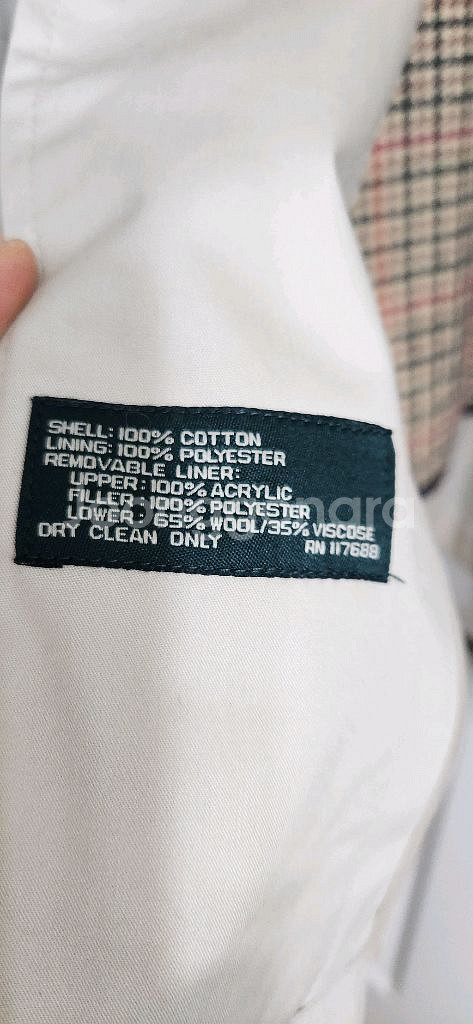 SHELL: 100% COTTON
LINING: 100% POLYESTER
REMOVABLE LINER:
UPPER: 100% ACRYLIC
FILLER: 100% POLYESTER
LOWER: 65% WOOL/35% VISCOSE
DRY CLEAN ONLY
RN 117688